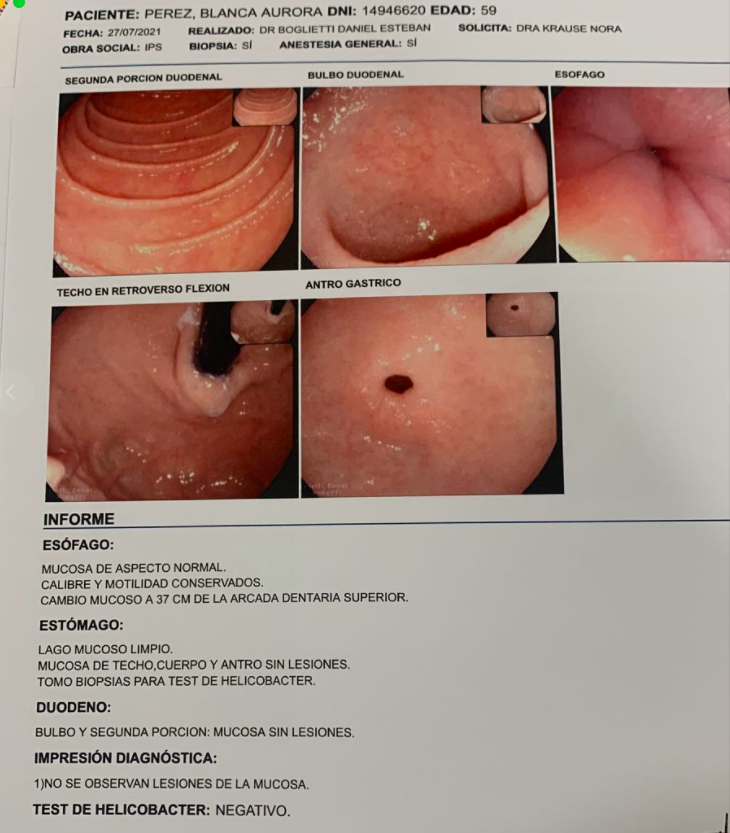 PACIENTE: PEREZ, BLANCA AURORA DNI: 14946620 EDAD: 59
FECHA: 27/07/2021 REALIZADO: DR BOGLIETTI DANIEL ESTEBAN SOLICITA: DRA KRAUSE NORA
OBRA SOCIAL: IPS BIOPSIA: SÍ ANESTESIA GENERAL: SÍ
SEGUNDA PORCION DUODENAL BULBO DUODENAL ESOFAGO
TECHO EN RETROVERSO FLEXION ANTRO GASTRICO
INFORME
ESÓFAGO:
MUCOSA DE ASPECTO NORMAL.
CALIBRE Y MOTILIDAD CONSERVADOS.
CAMBIO MUCOSO A 37 CM DE LA ARCADA DENTARIA SUPERIOR.
ESTÓMAGO:
LAGO MUCOSO LIMPIO.
MUCOSA DE TECHO,CUERPO Y ANTRO SIN LESIONES.
TOMO BIOPSIAS PARA TEST DE HELICOBACTER.
DUODENO:
BULBO Y SEGUNDA PORCION: MUCOSA SIN LESIONES.
IMPRESIÓN DIAGNÓSTICA:
1)NO SE OBSERVAN LESIONES DE LA MUCOSA.
TEST DE HELICOBACTER: NEGATIVO.